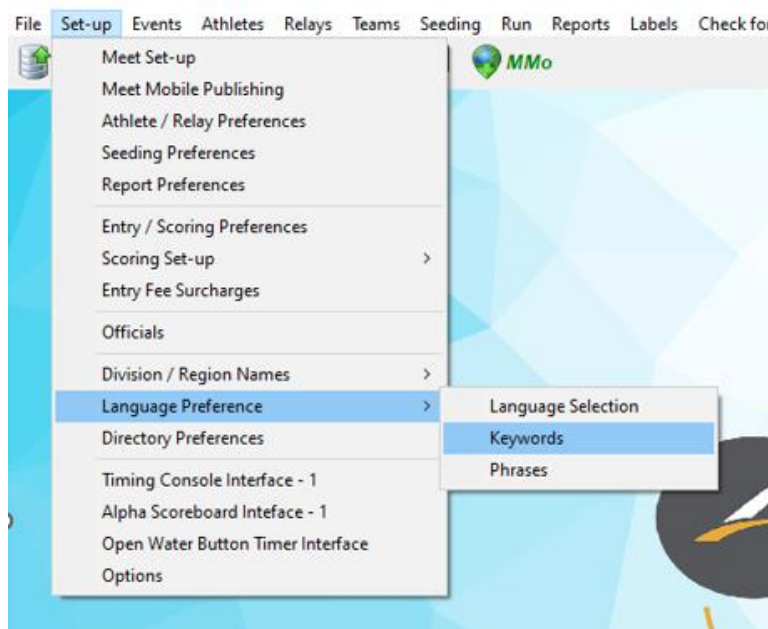 File Set-up Events Athletes Relays Teams Seeding Run Reports Labels Check for
MMo
Meet Set-up
Meet Mobile Publishing
Athlete / Relay Preferences
Seeding Preferences
Report Preferences
Entry / Scoring Preferences
Scoring Set-up >
Entry Fee Surcharges
Officials
Division / Region Names >
Language Preference >
Language Selection
Keywords
Phrases
Directory Preferences
Timing Console Interface - 1
Alpha Scoreboard Inteface - 1
Open Water Button Timer Interface
Options